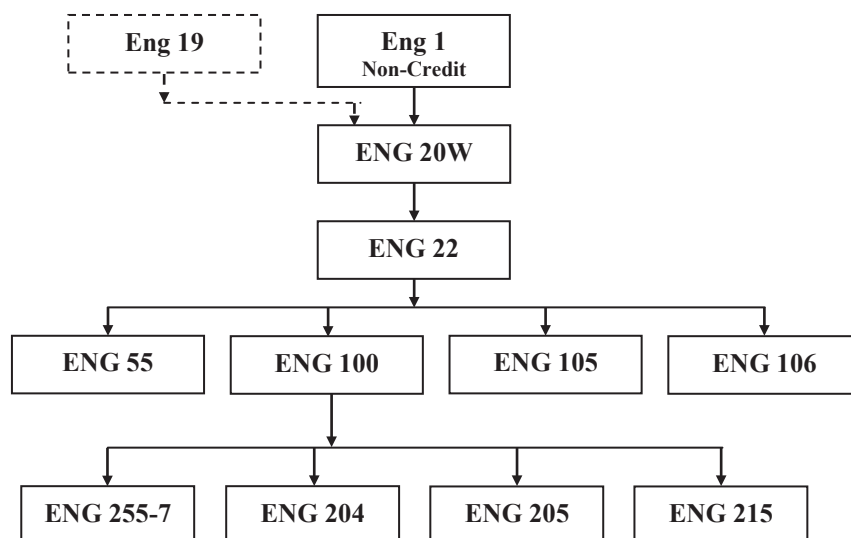 Eng 19
Eng 1
Non-Credit
ENG 20W
ENG 22
ENG 55
ENG 100
ENG 105
ENG 106
ENG 255-7
ENG 204
ENG 205
ENG 215